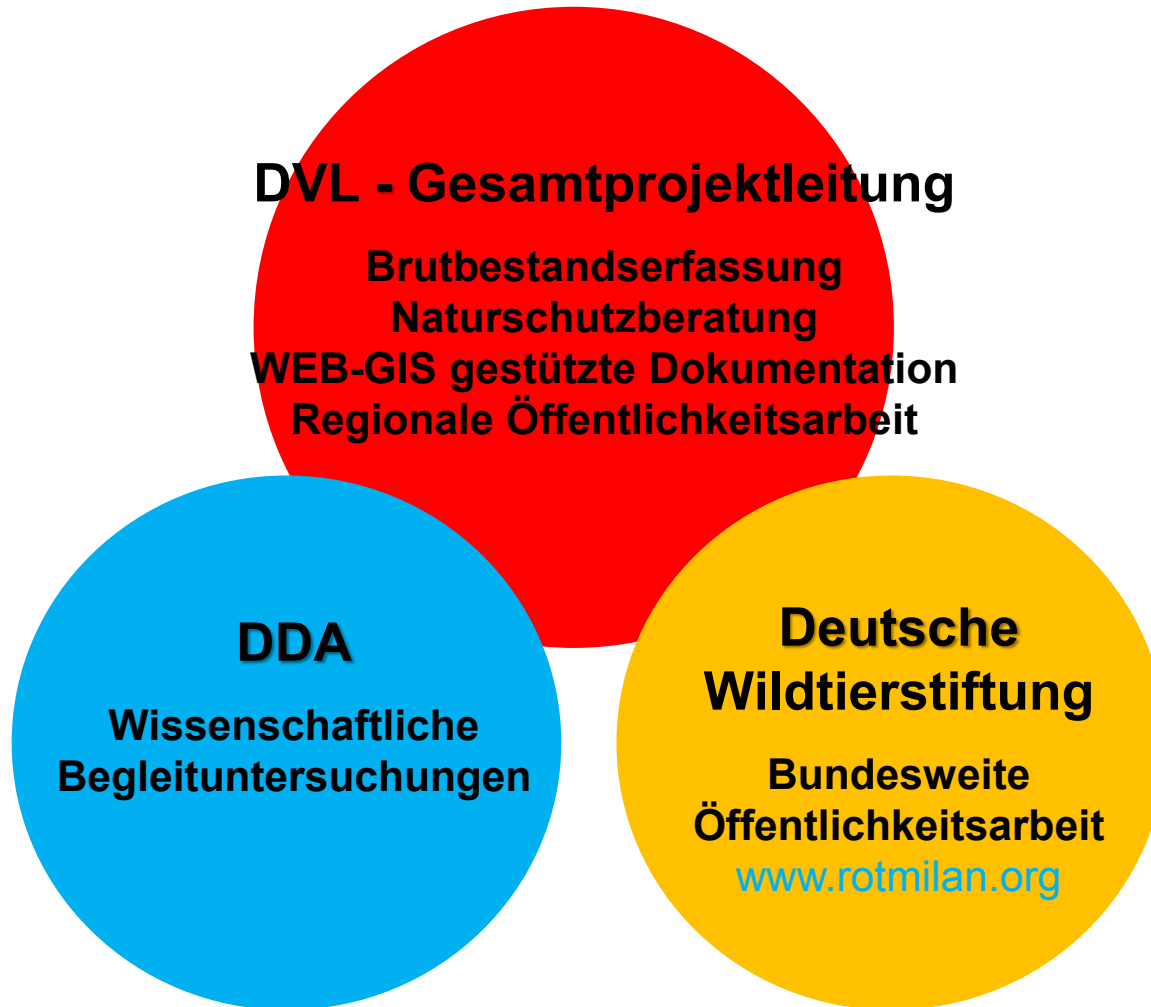 DVL - Gesamtprojektleitung
Brutbestandserfassung
Naturschutzberatung
WEB-GIS gestützte Dokumentation
Regionale Öffentlichkeitsarbeit
DDA
Wissenschaftliche
Begleituntersuchungen
Deutsche
Wildtierstiftung
Bundesweite
Öffentlichkeitsarbeit
www.rotmilan.org